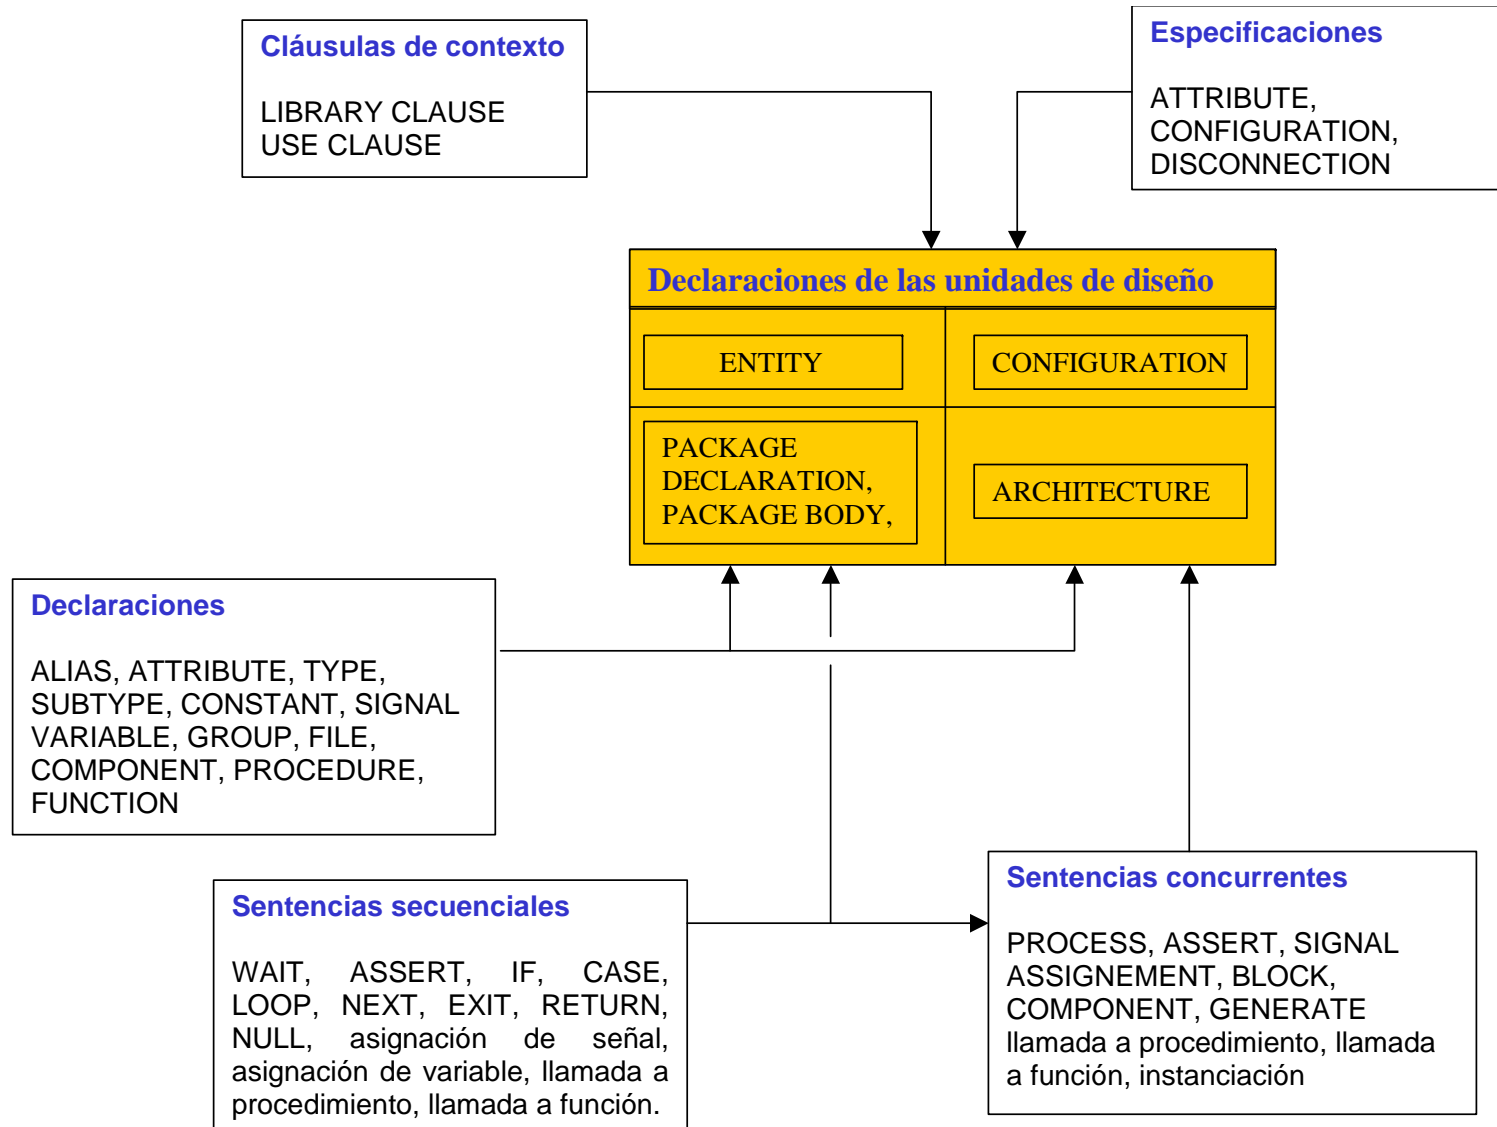 Cláusulas de contexto
LIBRARY CLAUSE
USE CLAUSE
Especificaciones
ATTRIBUTE,
CONFIGURATION,
DISCONNECTION
Declaraciones de las unidades de diseño
ENTITY
CONFIGURATION
PACKAGE
DECLARATION,
PACKAGE BODY,
ARCHITECTURE
Declaraciones
ALIAS, ATTRIBUTE, TYPE,
SUBTYPE, CONSTANT, SIGNAL
VARIABLE, GROUP, FILE,
COMPONENT, PROCEDURE,
FUNCTION
Sentencias secuenciales
WAIT, ASSERT, IF, CASE,
LOOP, NEXT, EXIT, RETURN,
NULL, asignación de señal,
asignación de variable, llamada a
procedimiento, llamada a función.
Sentencias concurrentes
PROCESS, ASSERT, SIGNAL
ASSIGNEMENT, BLOCK,
COMPONENT, GENERATE
llamada a procedimiento, llamada
a función, instanciación